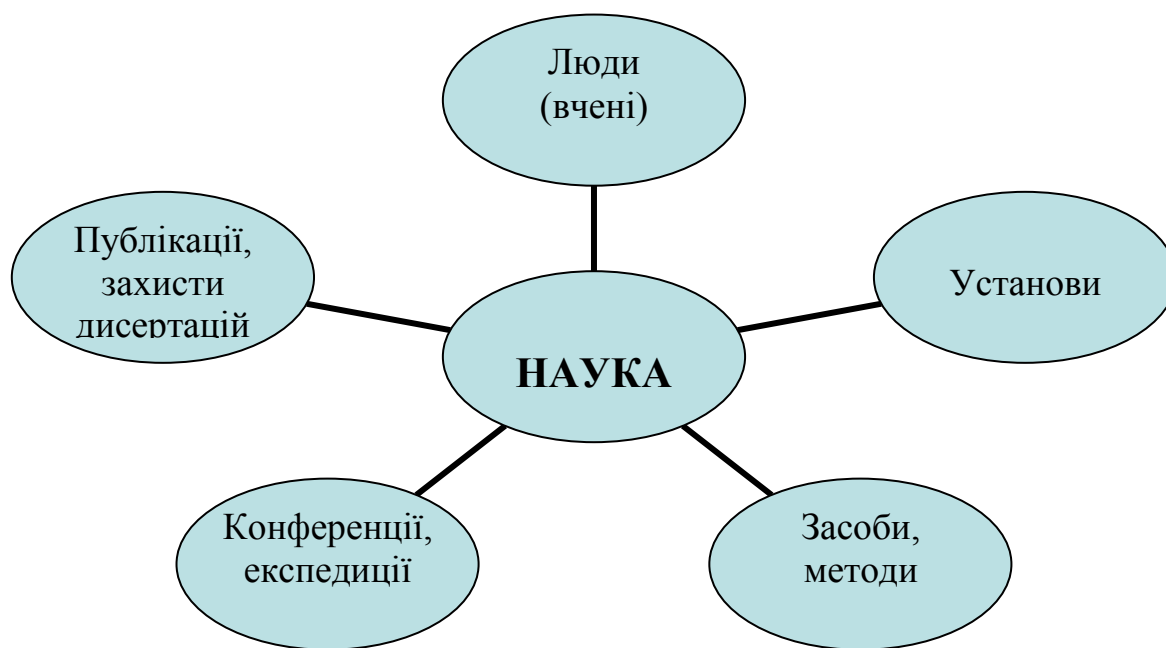 Люди
(вчені)
Публікації,
захисти
дисертацій
Установи
НАУКА
Конференції,
експедиції
Засоби,
методи